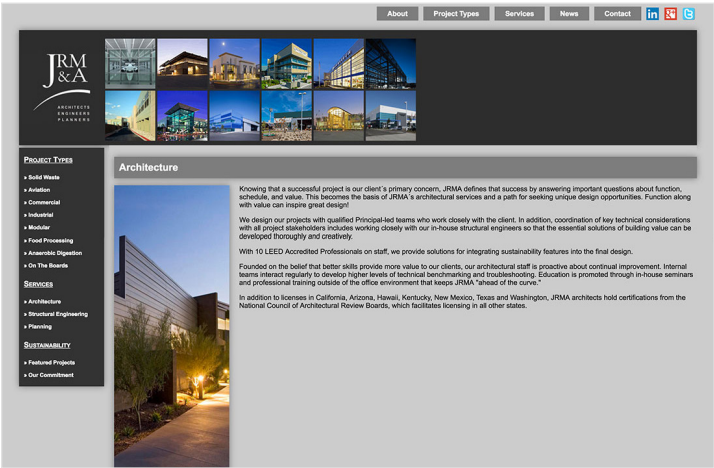 About Project Types Services News Contact
JRM
&A
ARCHITECTS
ENGINEERS
PLANNERS
PROJECT TYPES
» Solid Waste
» Aviation
» Commercial
» Industrial
» Modular
» Food Processing
» Anaerobic Digestion
» On The Boards
SERVICES
» Architecture
» Structural Engineering
» Planning
SUSTAINABILITY
» Featured Projects
» Our Commitment
Architecture
Knowing that a successful project is our client´s primary concern, JRMA defines that success by answering important questions about function,
schedule, and value. This becomes the basis of JRMA´s architectural services and a path for seeking unique design opportunities. Function along
with value can inspire great design!
We design our projects with qualified Principal-led teams who work closely with the client. In addition, coordination of key technical considerations
with all project stakeholders includes working closely with our in-house structural engineers so that the essential solutions of building value can be
developed thoroughly and creatively.
With 10 LEED Accredited Professionals on staff, we provide solutions for integrating sustainability features into the final design.
Founded on the belief that better skills provide more value to our clients, our architectural staff is proactive about continual improvement. Internal
teams interact regularly to develop higher levels of technical benchmarking and troubleshooting. Education is promoted through in-house seminars
and professional training outside of the office environment that keeps JRMA "ahead of the curve."
In addition to licenses in California, Arizona, Hawaii, Kentucky, New Mexico, Texas and Washington, JRMA architects hold certifications from the
National Council of Architectural Review Boards, which facilitates licensing in all other states.